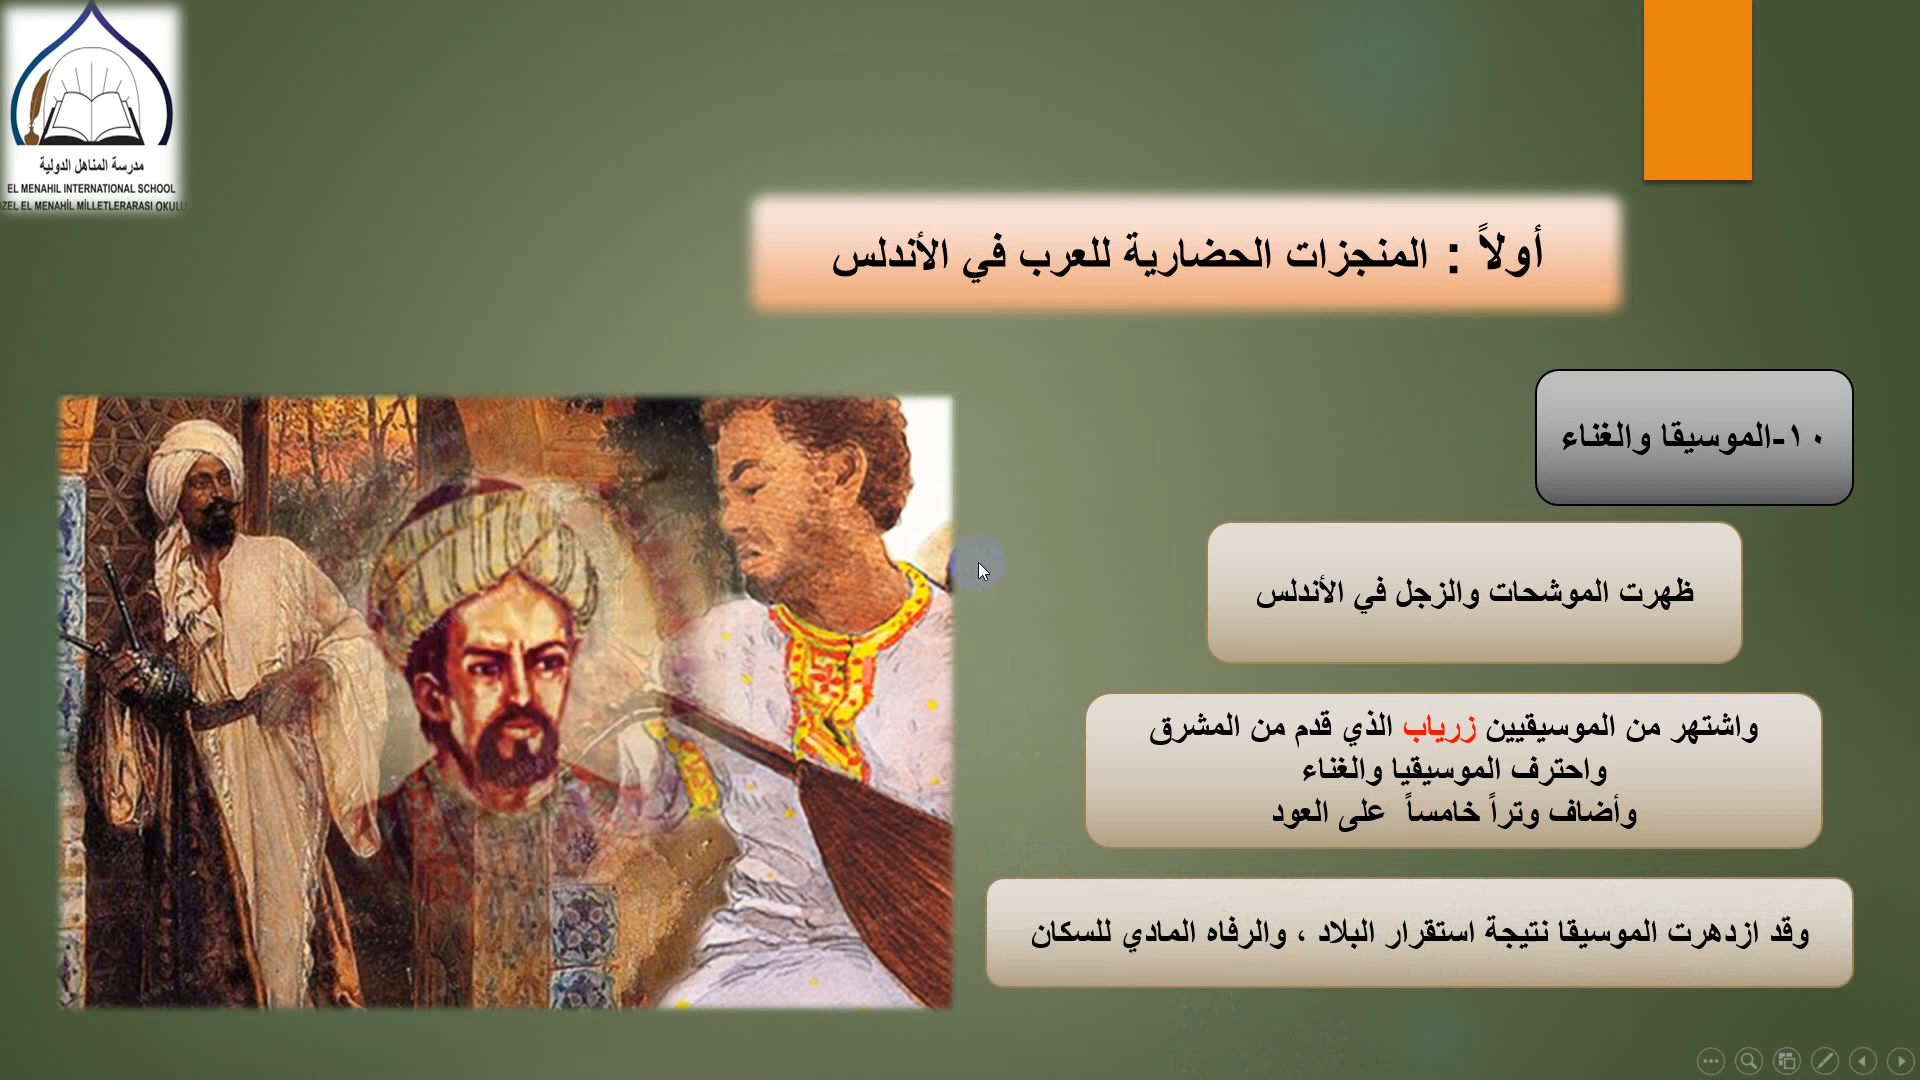 مدرسة المناهل الدولية
EL MENAHIL INTERNATIONAL SCHOOL
ZEL EL MENAHİL MİLLETLERARASI OKULU
أولاً : المنجزات الحضارية للعرب في الأندلس
١٠-الموسيقا والغناء
ظهرت الموشحات والزجل في الأندلس
واشتهر من الموسيقيين زرياب الذي قدم من المشرق
واحترف الموسيقيا والغناء
وأضاف وتراً خامساً على العود
وقد ازدهرت الموسيقا نتيجة استقرار البلاد ، والرفاه المادي للسكان